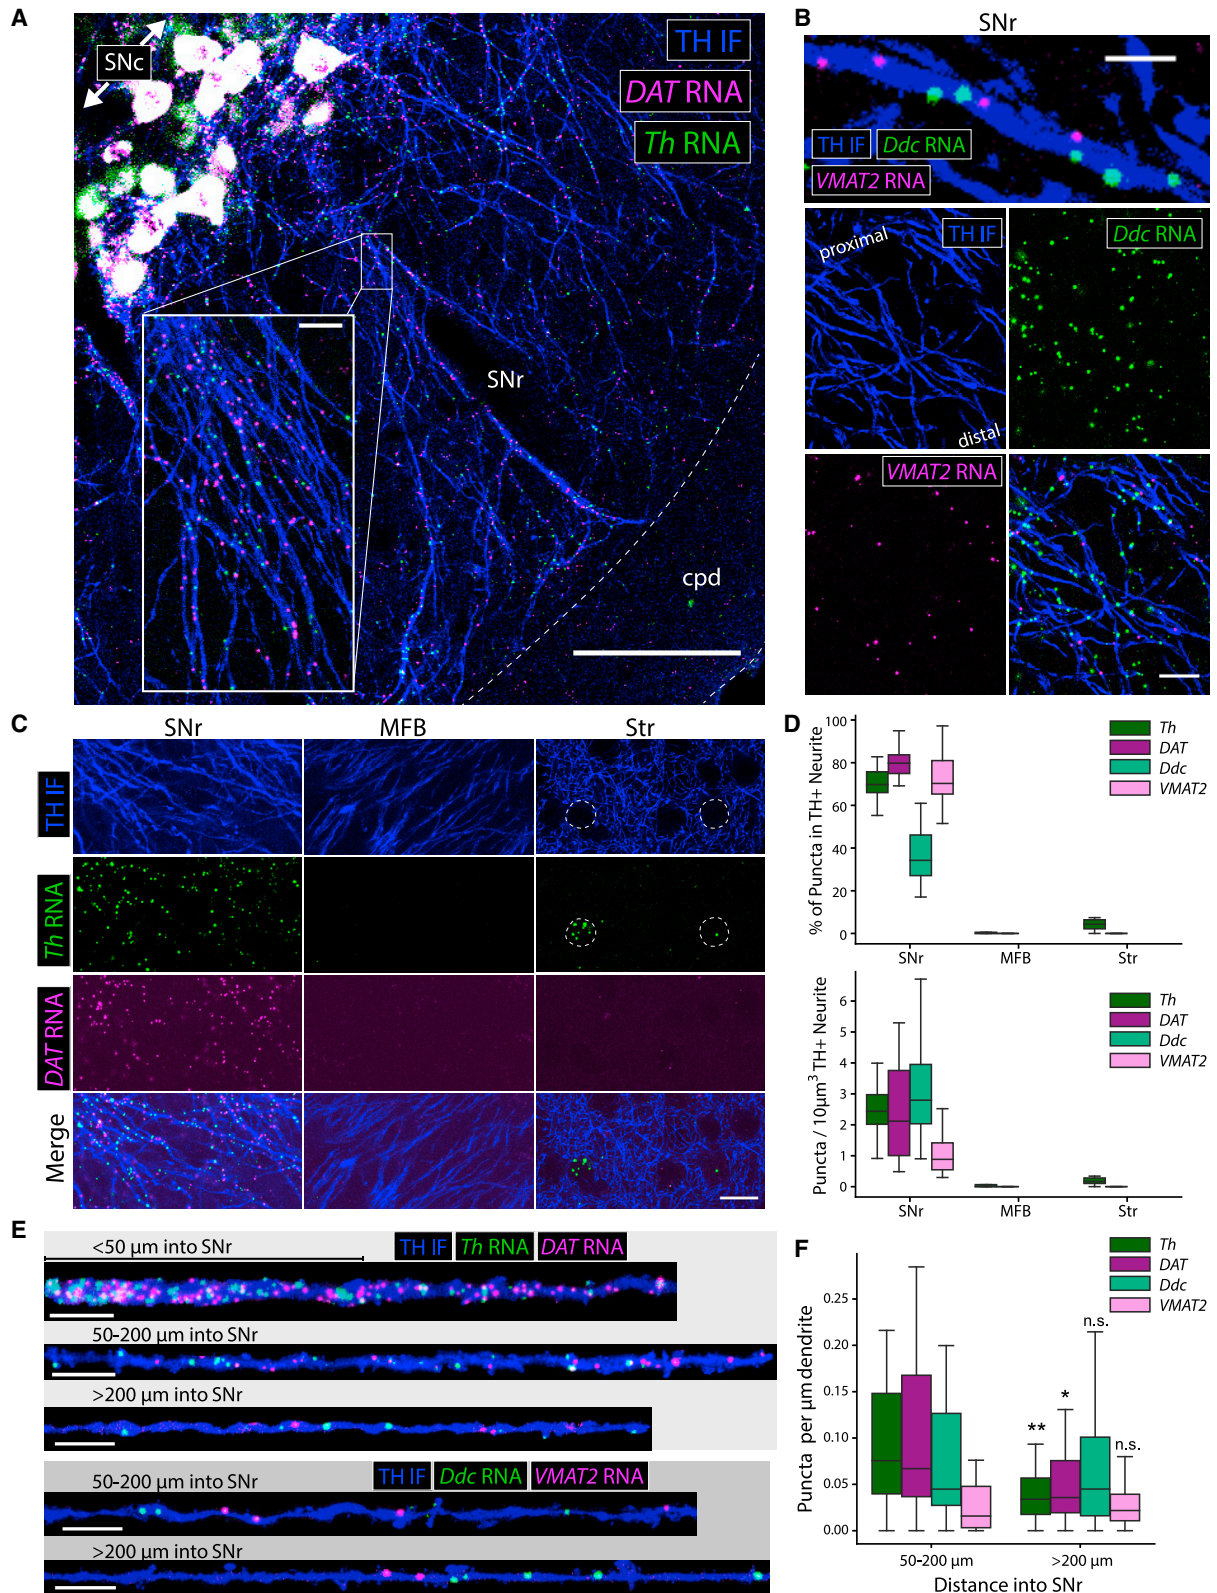 A
SNc
TH IF
DAT RNA
Th RNA
SNr
cpd
B
SNr
TH IF
Ddc RNA
VMAT2 RNA
proximal
TH IF
distal
Ddc RNA
VMAT2 RNA
C
SNr
MFB
Str
TH IF
Th RNA
DAT RNA
Merge
D
% of Puncta in TH+ Neurite
100
80
60
40
20
0
SNr
MFB
Str
Th
DAT
Ddc
VMAT2
Puncta / 10µm³ TH+ Neurite
6
5
4
3
2
1
0
SNr
MFB
Str
Th
DAT
Ddc
VMAT2
E
<50 µm into SNr
TH IF
Th RNA
DAT RNA
50-200 µm into SNr
>200 µm into SNr
50-200 µm into SNr
TH IF
Ddc RNA
VMAT2 RNA
>200 µm into SNr
F
Th
DAT
Ddc
VMAT2
Puncta per µm dendrite
0.25
0.20
0.15
0.10
0.05
0.00
**
*
n.s.
n.s.
50-200 µm
>200 µm
Distance into SNr